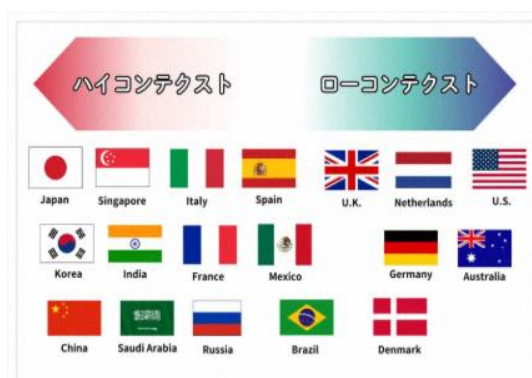 ハイコンテクスト ローコンテクスト
Japan Singapore Italy Spain U.K. Netherlands U.S.
Korea India France Mexico Germany Australia
China Saudi Arabia Russia Brazil Denmark